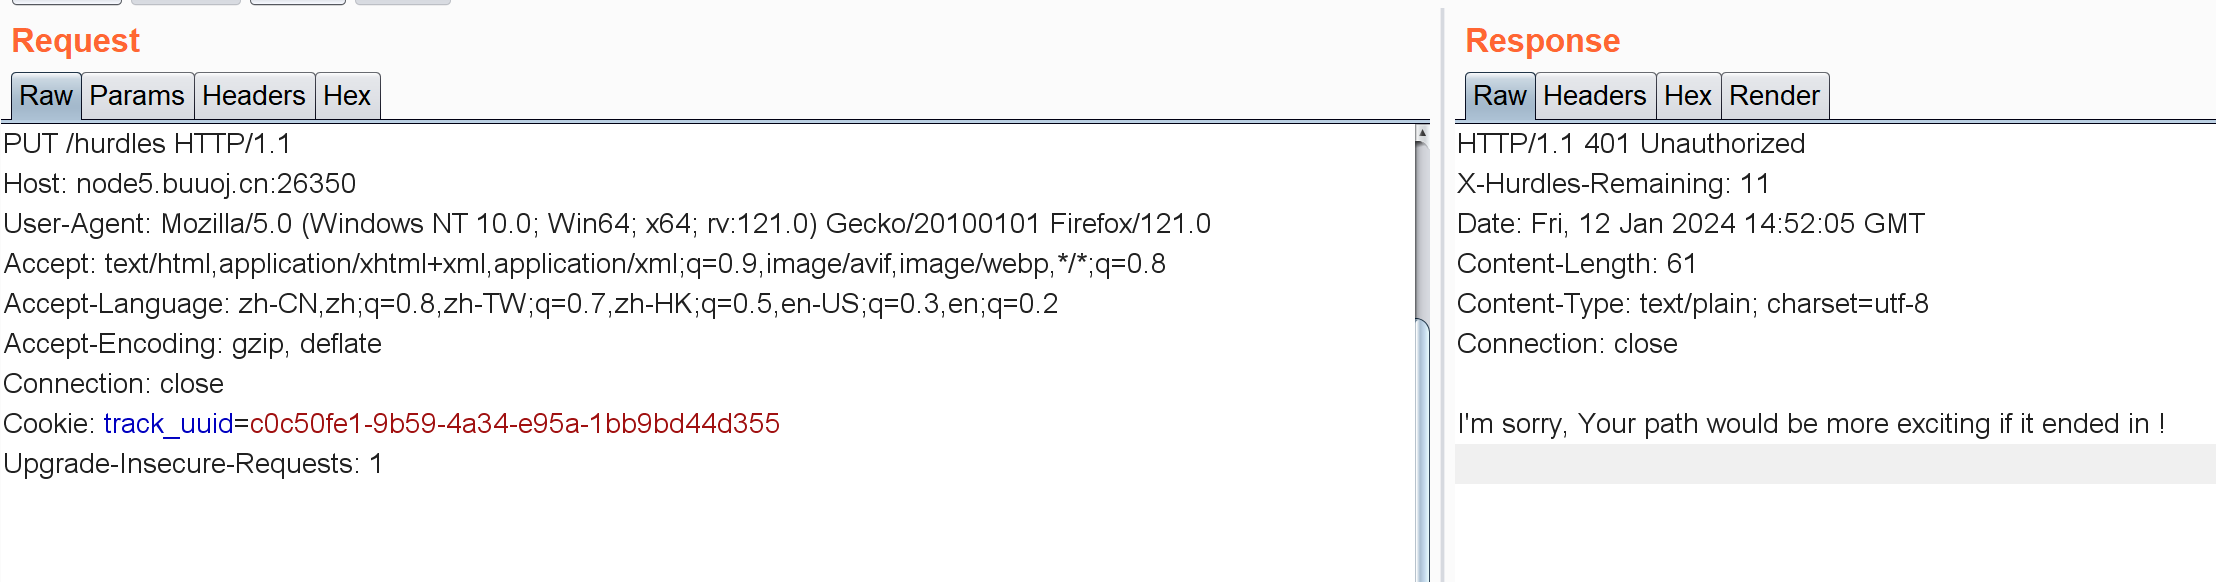 Request
Raw Params Headers Hex
PUT /hurdles HTTP/1.1
Host: node5.buuoj.cn:26350
User-Agent: Mozilla/5.0 (Windows NT 10.0; Win64; x64; rv:121.0) Gecko/20100101 Firefox/121.0
Accept: text/html,application/xhtml+xml,application/xml;q=0.9,image/avif,image/webp,*/*;q=0.8
Accept-Language: zh-CN,zh;q=0.8,zh-TW;q=0.7,zh-HK;q=0.5,en-US;q=0.3,en;q=0.2
Accept-Encoding: gzip, deflate
Connection: close
Cookie: track_uuid=c0c50fe1-9b59-4a34-e95a-1bb9bd44d355
Upgrade-Insecure-Requests: 1
Response
Raw Headers Hex Render
HTTP/1.1 401 Unauthorized
X-Hurdles-Remaining: 11
Date: Fri, 12 Jan 2024 14:52:05 GMT
Content-Length: 61
Content-Type: text/plain; charset=utf-8
Connection: close
I'm sorry, Your path would be more exciting if it ended in !